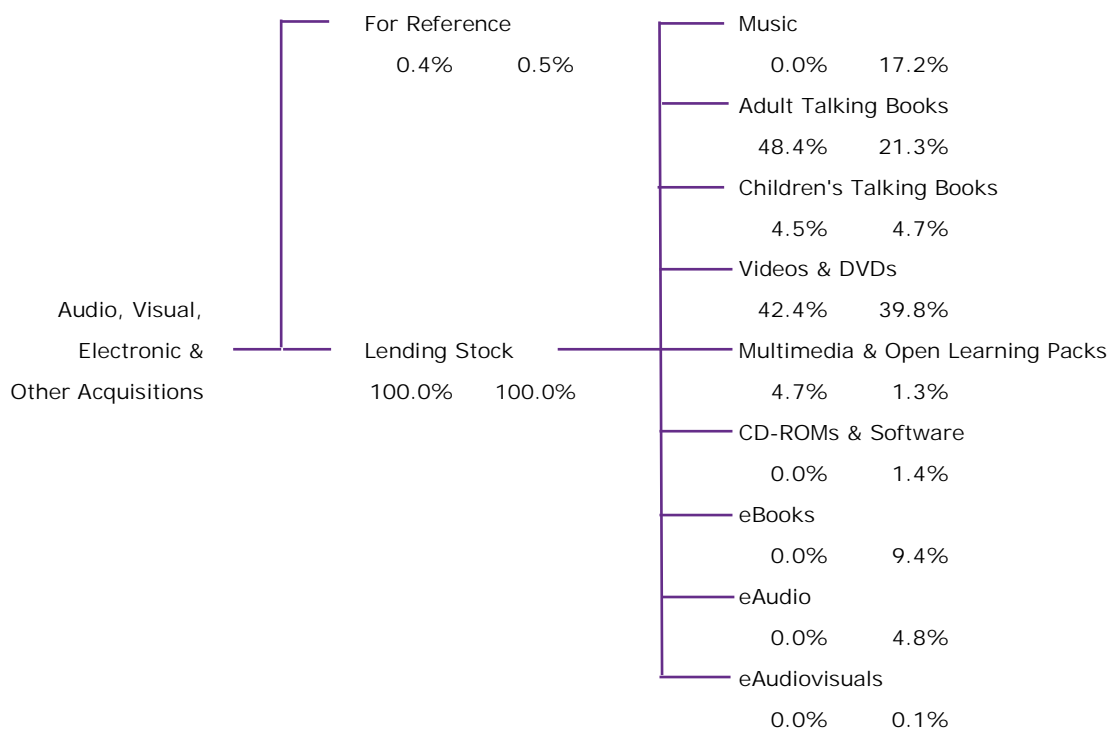 For Reference
0.4% 0.5%
Audio, Visual,
Electronic &
Other Acquisitions
Lending Stock
100.0% 100.0%
Music
0.0% 17.2%
Adult Talking Books
48.4% 21.3%
Children's Talking Books
4.5% 4.7%
Videos & DVDs
42.4% 39.8%
Multimedia & Open Learning Packs
4.7% 1.3%
CD-ROMs & Software
0.0% 1.4%
eBooks
0.0% 9.4%
eAudio
0.0% 4.8%
eAudiovisuals
0.0% 0.1%